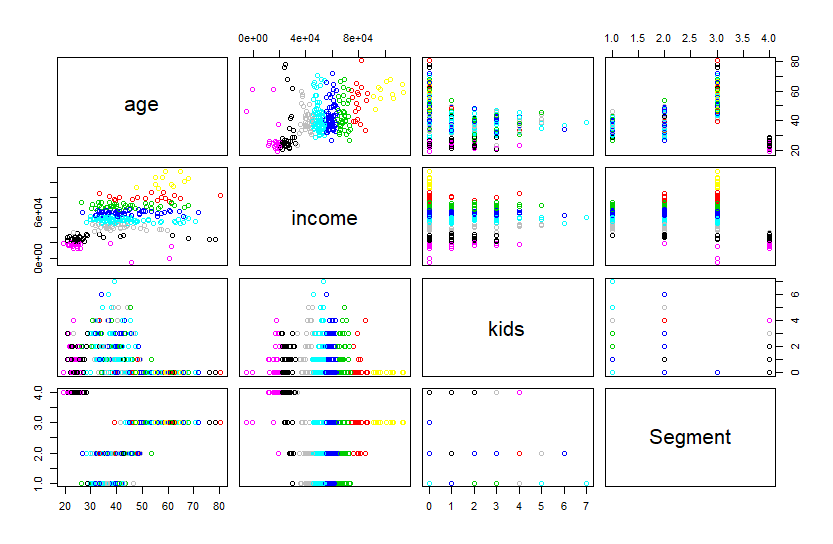 0e+00 4e+04 8e+04 1.0 1.5 2.0 2.5 3.0 3.5 4.0
age 20 40 60 80
0e+00 6e+04 income
kids 0 2 4 6
1.0 2.0 3.0 4.0 Segment
20 30 40 50 60 70 80 0 1 2 3 4 5 6 7